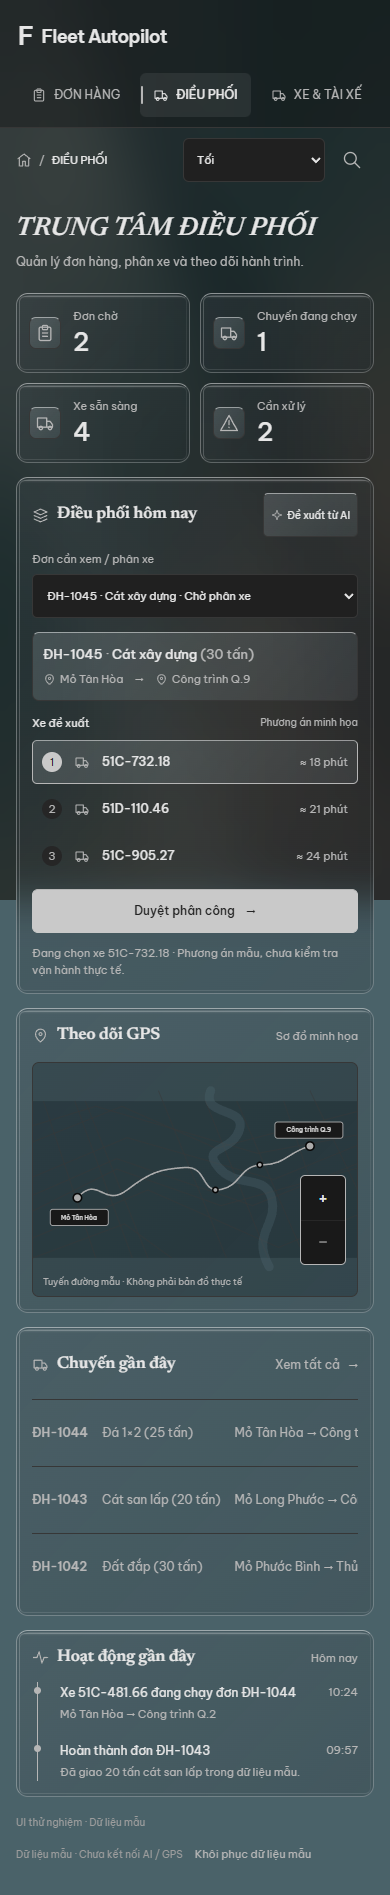 F Fleet Autopilot
ĐƠN HÀNG
ĐIỀU PHỐI
XE & TÀI XẾ
/ ĐIỀU PHỐI
Tối
TRUNG TÂM ĐIỀU PHỐI
Quản lý đơn hàng, phân xe và theo dõi hành trình.
Đơn chờ
2
Chuyến đang chạy
1
Xe sẵn sàng
4
Cần xử lý
2
Điều phối hôm nay
Đề xuất từ AI
Đơn cần xem / phân xe
ĐH-1045 · Cát xây dựng · Chờ phân xe
ĐH-1045 · Cát xây dựng (30 tấn)
Mỏ Tân Hòa → Công trình Q.9
Xe đề xuất
Phương án minh họa
1 51C-732.18 ≈ 18 phút
2 51D-110.46 ≈ 21 phút
3 51C-905.27 ≈ 24 phút
Duyệt phân công →
Đang chọn xe 51C-732.18 · Phương án mẫu, chưa kiểm tra
vận hành thực tế.
Theo dõi GPS
Sơ đồ minh họa
Công trình Q.9
Mỏ Tân Hòa
+
−
Tuyến đường mẫu · Không phải bản đồ thực tế
Chuyến gần đây
Xem tất cả →
ĐH-1044 Đá 1×2 (25 tấn) Mỏ Tân Hòa → Công t
ĐH-1043 Cát san lấp (20 tấn) Mỏ Long Phước → Cô
ĐH-1042 Đất đắp (30 tấn) Mỏ Phước Bình → Thủ
Hoạt động gần đây
Hôm nay
Xe 51C-481.66 đang chạy đơn ĐH-1044 10:24
Mỏ Tân Hòa → Công trình Q.2
Hoàn thành đơn ĐH-1043 09:57
Đã giao 20 tấn cát san lấp trong dữ liệu mẫu.
UI thử nghiệm · Dữ liệu mẫu
Dữ liệu mẫu · Chưa kết nối AI / GPS Khôi phục dữ liệu mẫu